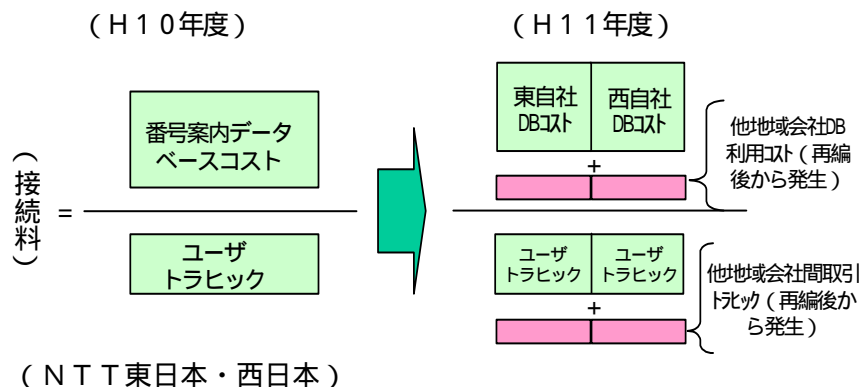 (H10年度)
(H11年度)
(接続料)
=
番号案内データ
ベースコスト
ユーザ
トラヒック
東自社
DBコスト
西自社
DBコスト
+
他地域会社DB
利用コスト(再編
後から発生)
ユーザ
トラヒック
ユーザ
トラヒック
+
他地域会社間取引
トラヒック(再編後か
ら発生)
(NTT東日本・西日本)